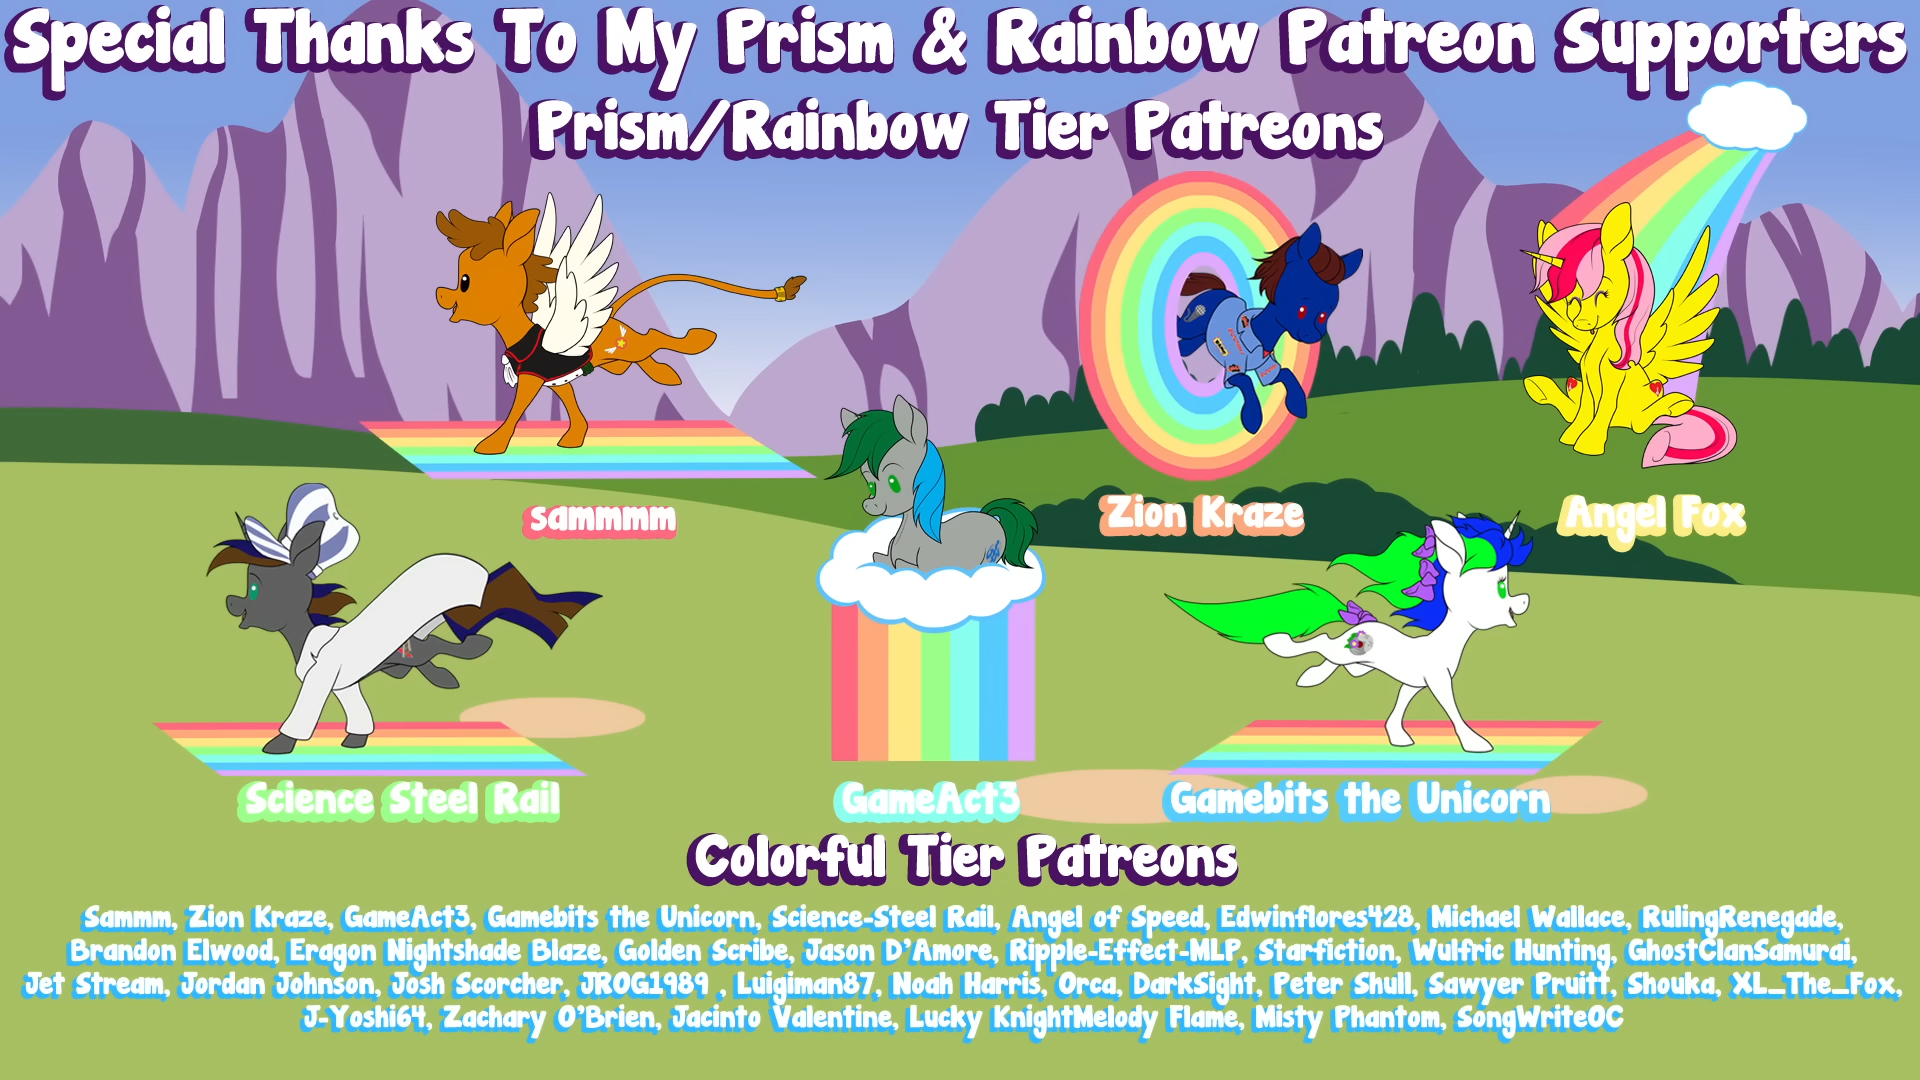 Special Thanks To My Prism & Rainbow Patreon Supporters
Prism/Rainbow Tier Patreons
sammmm
Zion Kraze
Angel Fox
Science Steel Rail
GameAct3
Gamebits the Unicorn
Colorful Tier Patreons
Sammm, Zion Kraze, GameAct3, Gamebits the Unicorn, Science-Steel Rail, Angel of Speed, Edwinflores428, Michael Wallace, RulingRenegade,
Brandon Elwood, Eragon Nightshade Blaze, Golden Scribe, Jason D'Amore, Ripple-Effect-MLP, Starfiction, Wulfric Hunting, GhostClanSamurai,
Jet Stream, Jordan Johnson, Josh Scorcher, JROG1989 , Luigiman87, Noah Harris, Orca, DarkSight, Peter Shull, Sawyer Pruitt, Shouka, XL_The_Fox,
J-Yoshi64, Zachary O'Brien, Jacinto Valentine, Lucky KnightMelody Flame, Misty Phantom, SongWriteOC